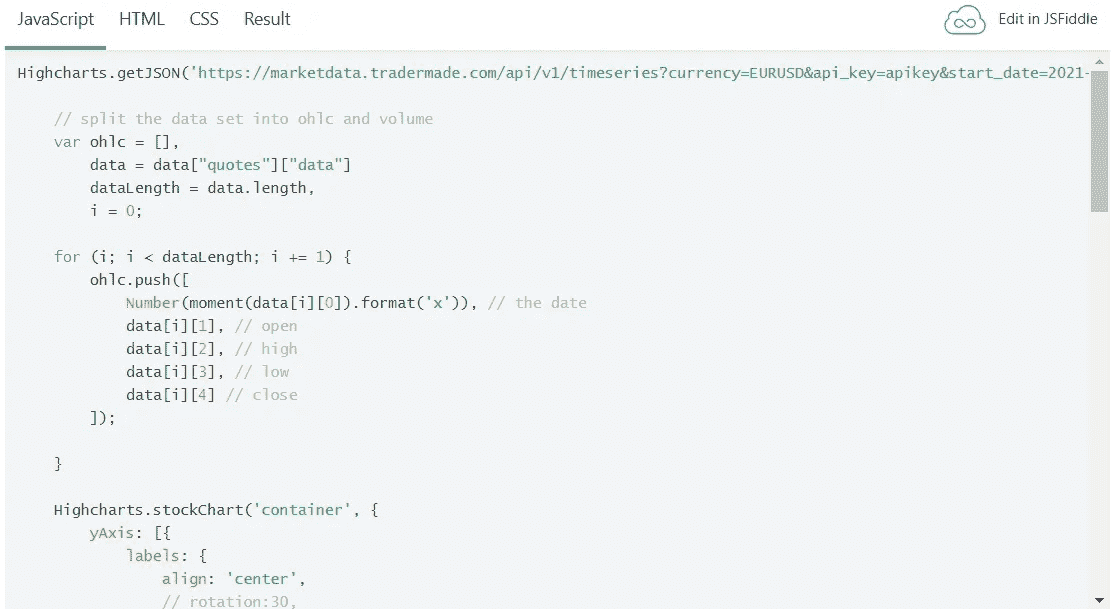 JavaScript HTML CSS Result Edit in JSFiddle
Highcharts.getJSON('https://marketdata.tradermade.com/api/v1/timeseries?currency=EURUSD&api_key=apikey&start_date=2021-
// split the data set into ohlc and volume
var ohlc = [],
data = data["quotes"]["data"]
dataLength = data.length,
i = 0;
for (i; i < dataLength; i += 1) {
ohlc.push([
Number(moment(data[i][0]).format('x')), // the date
data[i][1], // open
data[i][2], // high
data[i][3], // low
data[i][4] // close
]);
}
Highcharts.stockChart('container', {
yAxis: [{
labels: {
align: 'center',
// rotation:30,